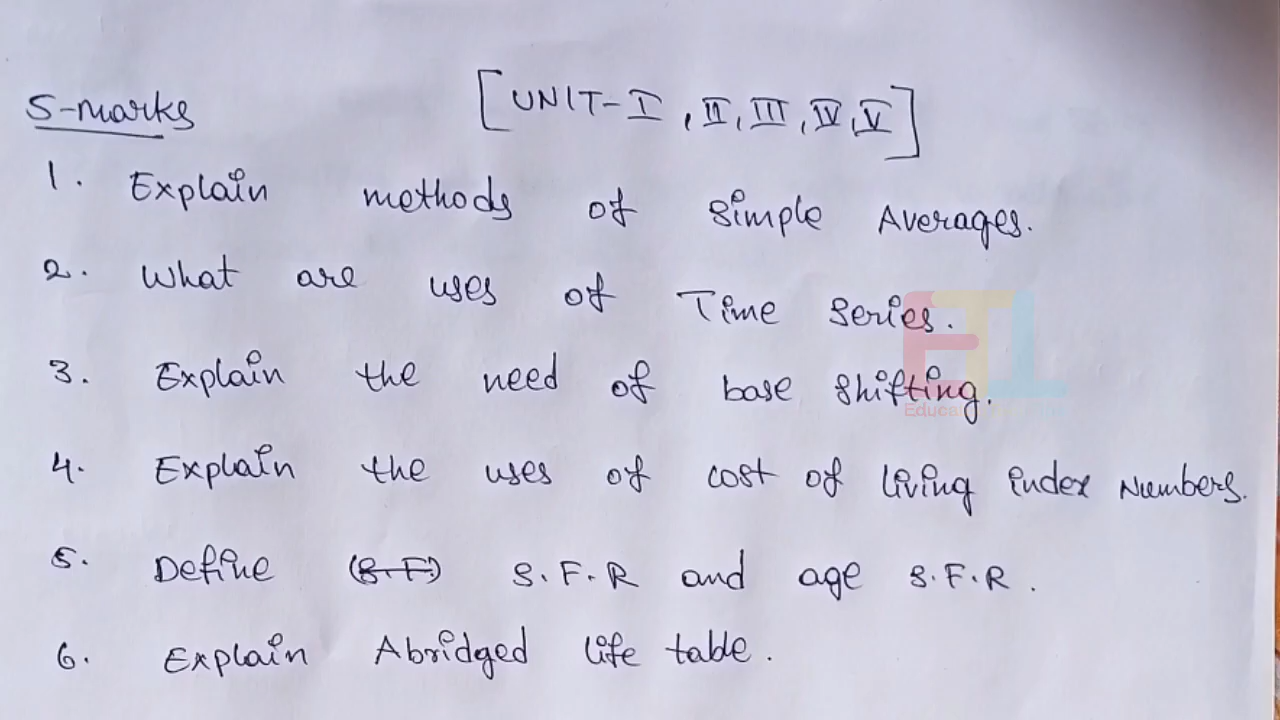 5-marks [UNIT-I, II, III, IV, V]
1. Explain methods of simple Averages.
2. What are uses of Time series.
3. Explain the need of base shifting.
4. Explain the uses of cost of living index Numbers.
5. Define (S.F) S.F.R and age S.F.R.
6. Explain Abridged life table.
ETL